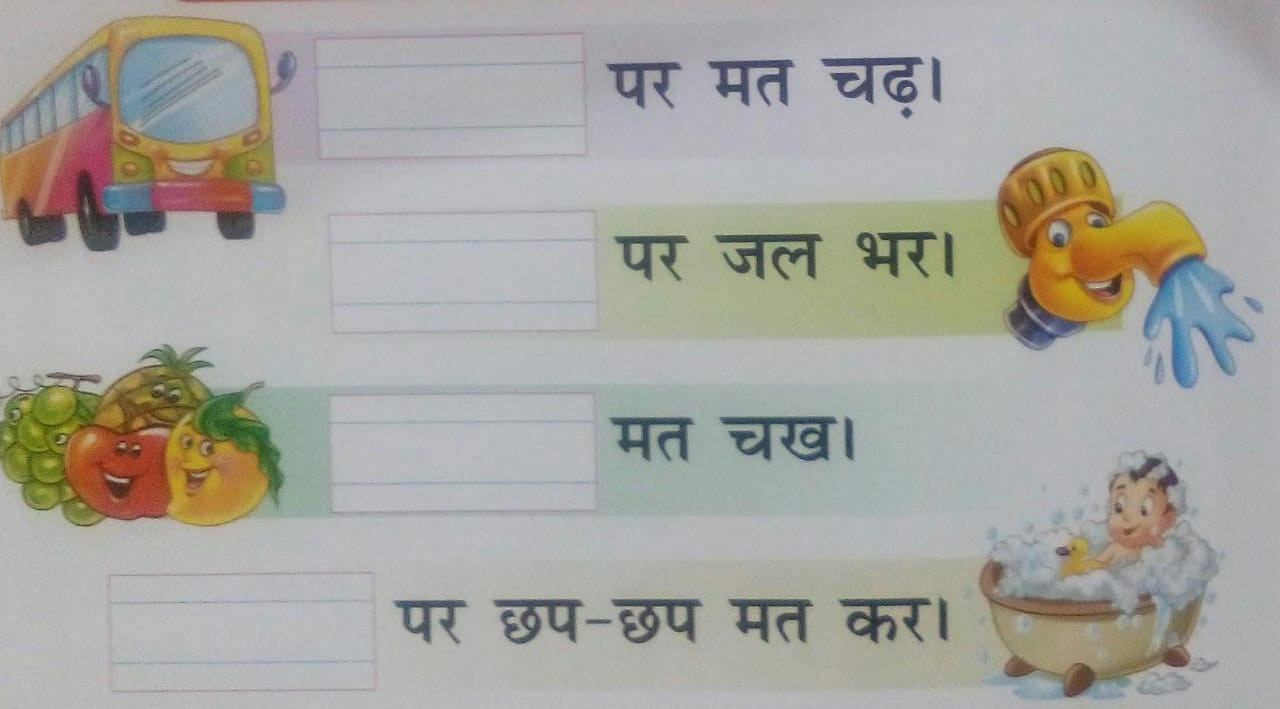 पर मत चढ़।
पर जल भर।
मत चख।
पर छप-छप मत कर।